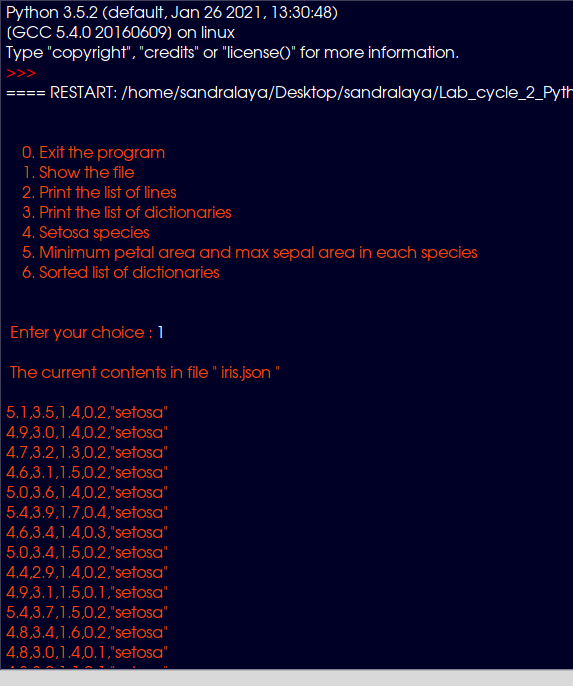 Python 3.5.2 (default, Jan 26 2021, 13:30:48)
[GCC 5.4.0 20160609] on linux
Type "copyright", "credits" or "license()" for more information.
>>>
==== RESTART: /home/sandralaya/Desktop/sandralaya/Lab_cycle_2_Pyth
0. Exit the program
1. Show the file
2. Print the list of lines
3. Print the list of dictionaries
4. Setosa species
5. Minimum petal area and max sepal area in each species
6. Sorted list of dictionaries
Enter your choice : 1
The current contents in file " iris.json "
5.1,3.5,1.4,0.2,"setosa"
4.9,3.0,1.4,0.2,"setosa"
4.7,3.2,1.3,0.2,"setosa"
4.6,3.1,1.5,0.2,"setosa"
5.0,3.6,1.4,0.2,"setosa"
5.4,3.9,1.7,0.4,"setosa"
4.6,3.4,1.4,0.3,"setosa"
5.0,3.4,1.5,0.2,"setosa"
4.4,2.9,1.4,0.2,"setosa"
4.9,3.1,1.5,0.1,"setosa"
5.4,3.7,1.5,0.2,"setosa"
4.8,3.4,1.6,0.2,"setosa"
4.8,3.0,1.4,0.1,"setosa"